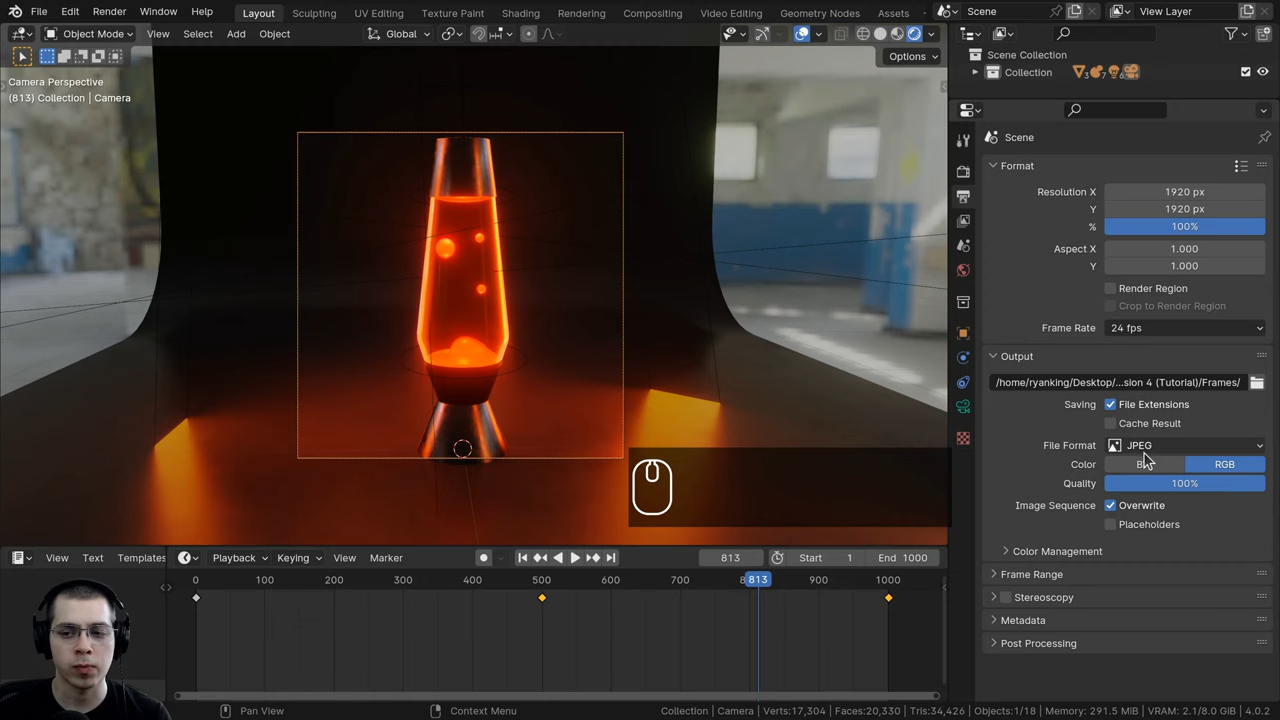 File Edit Render Window Help Layout Sculpting UV Editing Texture Paint Shading Rendering Compositing Video Editing Geometry Nodes Assets Scene View Layer
Object Mode View Select Add Object Global
Options
Camera Perspective
(813) Collection | Camera
Scene Collection
Collection
Scene
Format
Resolution X 1920 px
Y 1920 px
% 100%
Aspect X 1.000
Y 1.000
Render Region
Crop to Render Region
Frame Rate 24 fps
Output
/home/ryanking/Desktop/...sion 4 (Tutorial)/Frames/
Saving File Extensions
Cache Result
File Format JPEG
Color RGB
Quality 100%
Image Sequence Overwrite
Placeholders
Color Management
Frame Range
Stereoscopy
Metadata
Post Processing
View Text Templates Playback Keying View Marker 813 Start 1 End 1000
0 100 200 300 400 500 600 700 813 900 1000
Pan View Context Menu Collection | Camera Verts:17,304 | Faces:20,330 | Tris:34,426 | Objects:1/18 | Memory: 291.5 MiB | VRAM: 2.1/8.0 GiB | 4.0.2